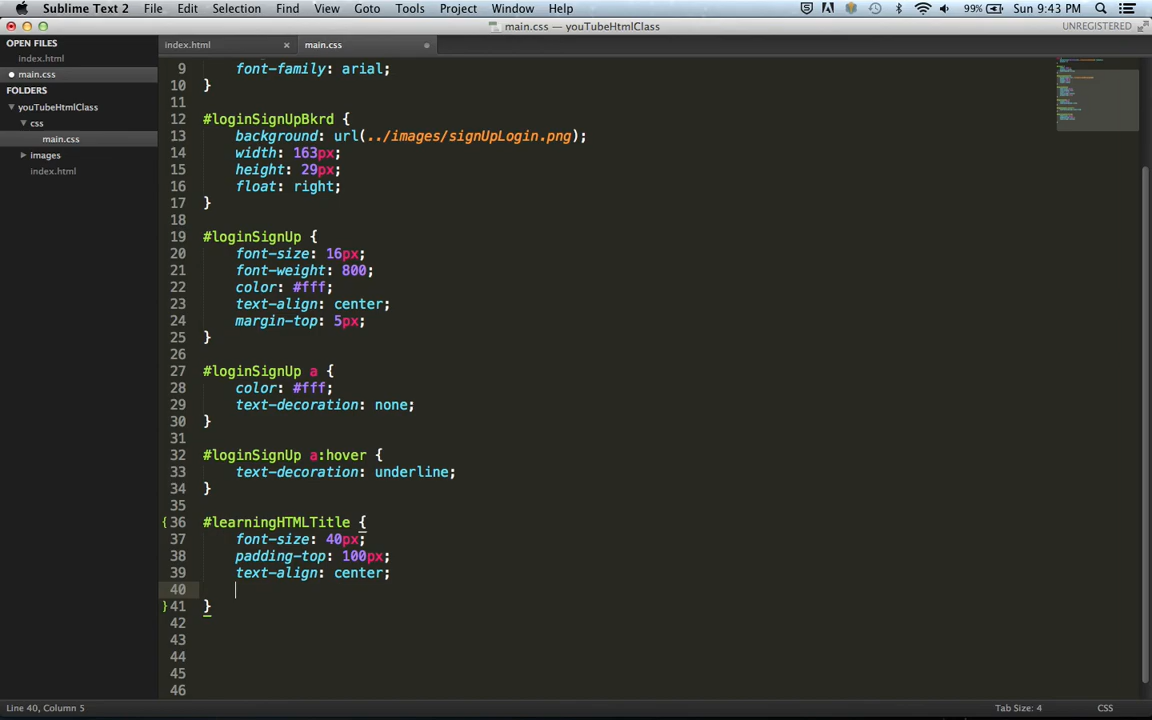 Sublime Text 2 File Edit Selection Find View Goto Tools Project Window Help 99% Sun 9:43 PM
main.css — youTubeHtmlClass UNREGISTERED
OPEN FILES
index.html
main.css
FOLDERS
youTubeHtmlClass
css
main.css
images
index.html
index.html × main.css
9 font-family: arial;
10 }
11
12 #loginSignUpBkrd {
13 background: url(../images/signUpLogin.png);
14 width: 163px;
15 height: 29px;
16 float: right;
17 }
18
19 #loginSignUp {
20 font-size: 16px;
21 font-weight: 800;
22 color: #fff;
23 text-align: center;
24 margin-top: 5px;
25 }
26
27 #loginSignUp a {
28 color: #fff;
29 text-decoration: none;
30 }
31
32 #loginSignUp a:hover {
33 text-decoration: underline;
34 }
35
{36 #learningHTMLTitle {
37 font-size: 40px;
38 padding-top: 100px;
39 text-align: center;
40
}41 }
42
43
44
45
46
Line 40, Column 5 Tab Size: 4 CSS